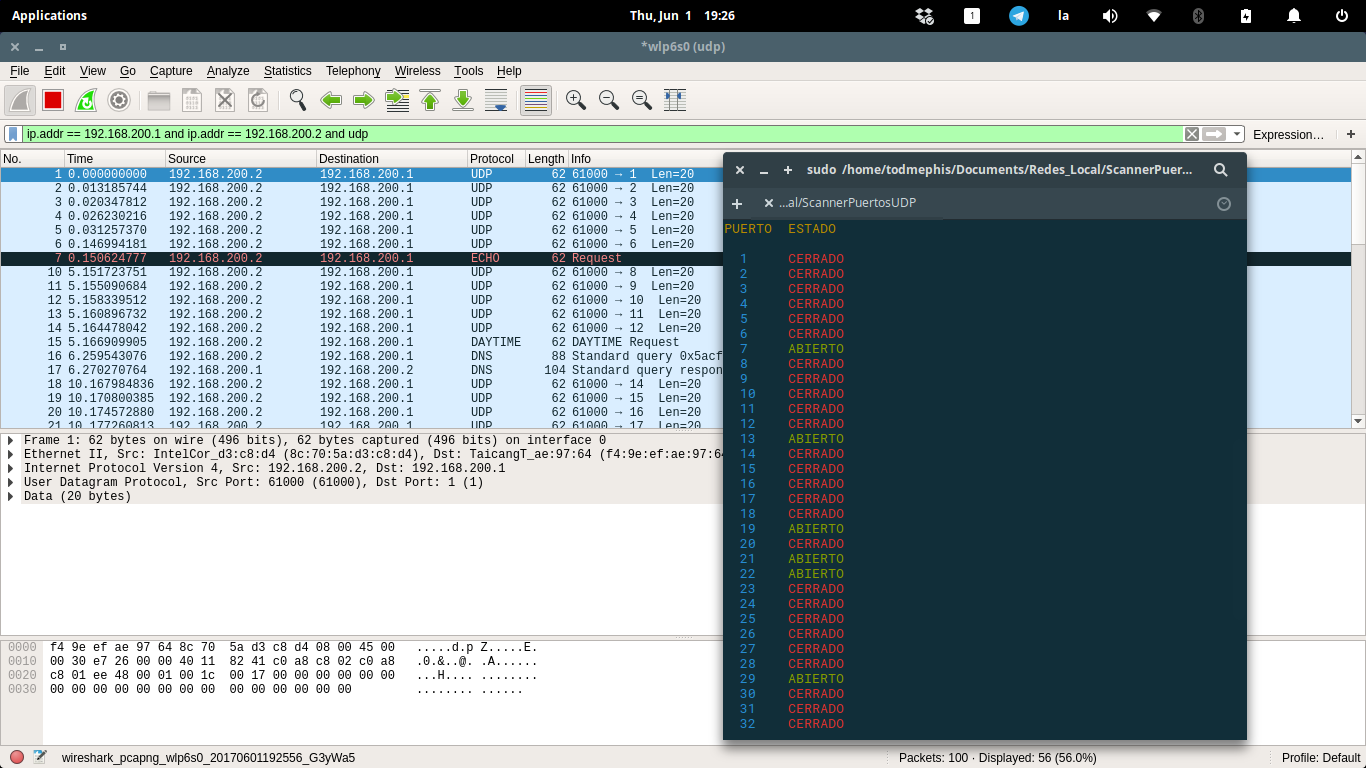 Applications
Thu, Jun 1 19:26
1
la
*wlp6s0 (udp)
File Edit View Go Capture Analyze Statistics Telephony Wireless Tools Help
ip.addr == 192.168.200.1 and ip.addr == 192.168.200.2 and udp
Expression… +
No. Time Source Destination Protocol Length Info
1 0.000000000 192.168.200.2 192.168.200.1 UDP 62 61000 → 1 Len=20
2 0.013185744 192.168.200.2 192.168.200.1 UDP 62 61000 → 2 Len=20
3 0.020347812 192.168.200.2 192.168.200.1 UDP 62 61000 → 3 Len=20
4 0.026230216 192.168.200.2 192.168.200.1 UDP 62 61000 → 4 Len=20
5 0.031257370 192.168.200.2 192.168.200.1 UDP 62 61000 → 5 Len=20
6 0.146994181 192.168.200.2 192.168.200.1 UDP 62 61000 → 6 Len=20
7 0.150624777 192.168.200.2 192.168.200.1 ECHO 62 Request
10 5.151723751 192.168.200.2 192.168.200.1 UDP 62 61000 → 8 Len=20
11 5.155090684 192.168.200.2 192.168.200.1 UDP 62 61000 → 9 Len=20
12 5.158339512 192.168.200.2 192.168.200.1 UDP 62 61000 → 10 Len=20
13 5.160896732 192.168.200.2 192.168.200.1 UDP 62 61000 → 11 Len=20
14 5.164478042 192.168.200.2 192.168.200.1 UDP 62 61000 → 12 Len=20
15 5.166909905 192.168.200.2 192.168.200.1 DAYTIME 62 DAYTIME Request
16 6.259543076 192.168.200.2 192.168.200.1 DNS 88 Standard query 0x5acf
17 6.270210764 192.168.200.1 192.168.200.2 DNS 104 Standard query respon
18 10.167984836 192.168.200.2 192.168.200.1 UDP 62 61000 → 14 Len=20
19 10.170800385 192.168.200.2 192.168.200.1 UDP 62 61000 → 15 Len=20
20 10.174572880 192.168.200.2 192.168.200.1 UDP 62 61000 → 16 Len=20
21 10.177260813 192.168.200.2 192.168.200.1 UDP 62 61000 → 17 Len=20
Frame 1: 62 bytes on wire (496 bits), 62 bytes captured (496 bits) on interface 0
Ethernet II, Src: IntelCor_d3:c8:d4 (8c:70:5a:d3:c8:d4), Dst: TaicangT_ae:97:64 (f4:9e:ef:ae:97:64
Internet Protocol Version 4, Src: 192.168.200.2, Dst: 192.168.200.1
User Datagram Protocol, Src Port: 61000 (61000), Dst Port: 1 (1)
Data (20 bytes)
0000 f4 9e ef ae 97 64 8c 70 5a d3 c8 d4 08 00 45 00 .....d.p Z.....E.
0010 00 30 e7 26 00 00 40 11 82 41 c0 a8 c8 02 c0 a8 .0.&..@. .A......
0020 c8 01 ee 48 00 01 00 1c 00 17 00 00 00 00 00 00 ...H.... ........
0030 00 00 00 00 00 00 00 00 00 00 00 00 00 00 ........ ......
wireshark_pcapng_wlp6s0_20170601192556_G3yWa5
Packets: 100 · Displayed: 56 (56.0%)
Profile: Default
sudo /home/todmephis/Documents/Redes_Local/ScannerPuer...
...al/ScannerPuertosUDP
PUERTO ESTADO
1 CERRADO
2 CERRADO
3 CERRADO
4 CERRADO
5 CERRADO
6 CERRADO
7 ABIERTO
8 CERRADO
9 CERRADO
10 CERRADO
11 CERRADO
12 CERRADO
13 ABIERTO
14 CERRADO
15 CERRADO
16 CERRADO
17 CERRADO
18 CERRADO
19 ABIERTO
20 CERRADO
21 ABIERTO
22 ABIERTO
23 CERRADO
24 CERRADO
25 CERRADO
26 CERRADO
27 CERRADO
28 CERRADO
29 ABIERTO
30 CERRADO
31 CERRADO
32 CERRADO